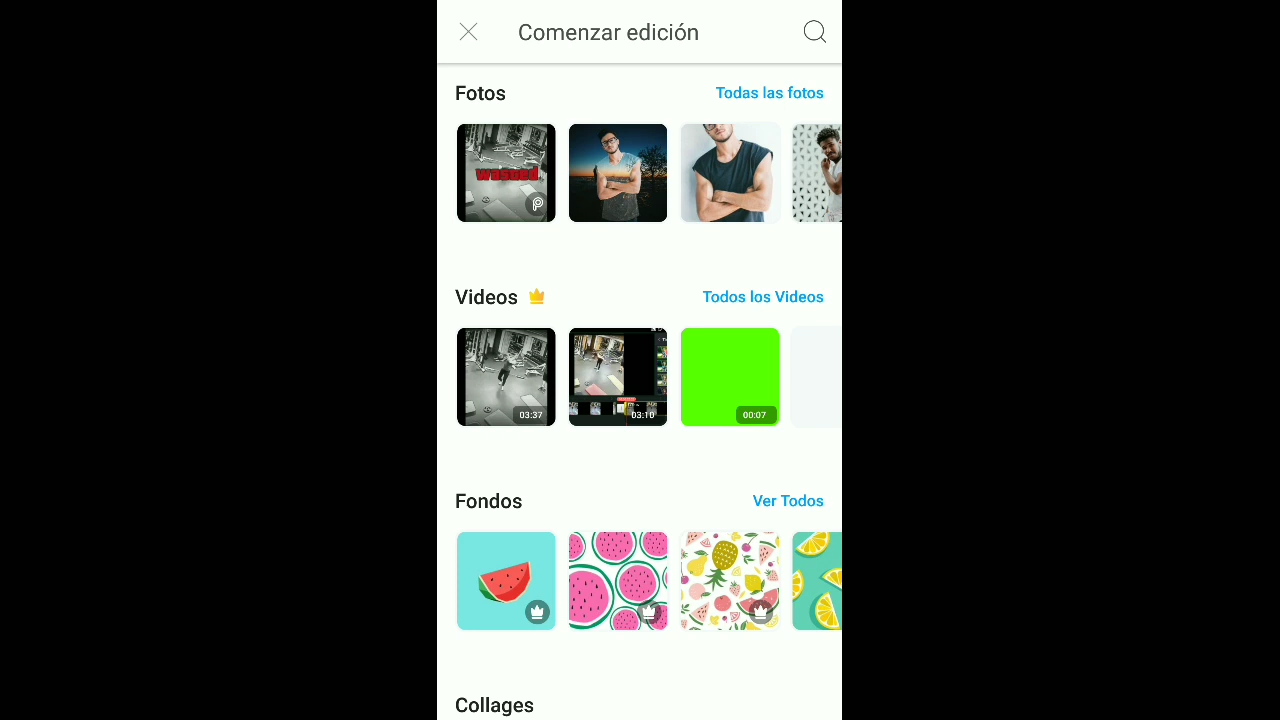 Comenzar edición
Fotos
Todas las fotos
wasted
Videos
Todos los Videos
03:37
03:10
00:07
Fondos
Ver Todos
Collages